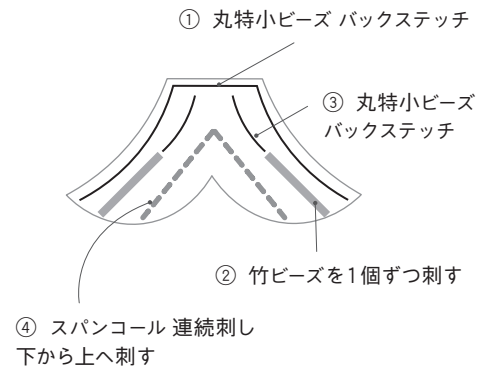 ① 丸特小ビーズ バックステッチ
③ 丸特小ビーズ
バックステッチ
② 竹ビーズを1個ずつ刺す
④ スパンコール 連続刺し
下から上へ刺す